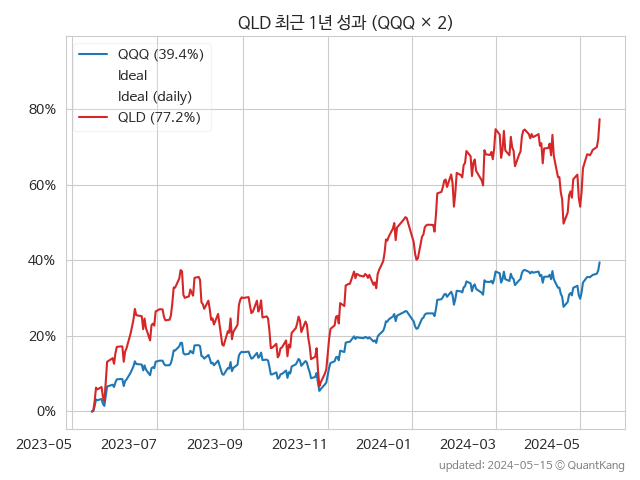 QLD 최근 1년 성과 (QQQ × 2)
QQQ (39.4%)
Ideal
Ideal (daily)
QLD (77.2%)
80%
60%
40%
20%
0%
2023-05 2023-07 2023-09 2023-11 2024-01 2024-03 2024-05
updated: 2024-05-15 © QuantKang